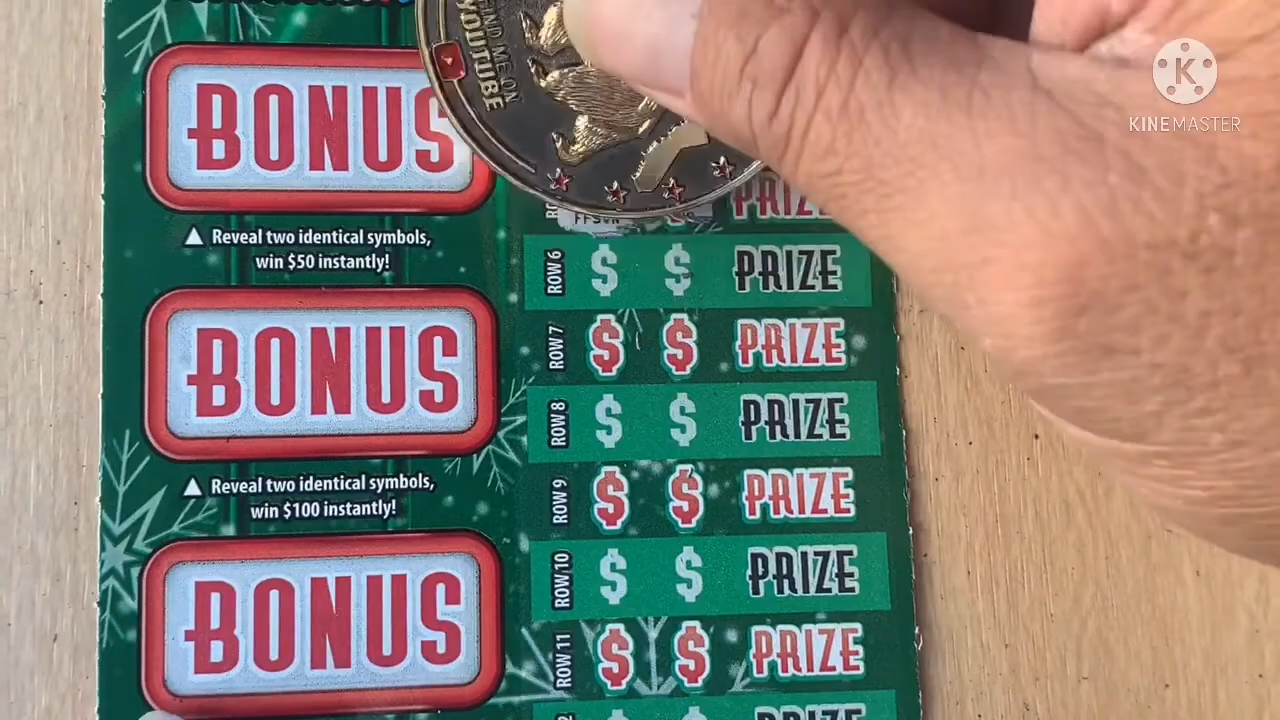 FIND ME ON
YOUTUBE
BONUS
▲ Reveal two identical symbols,
win $50 instantly!
BONUS
▲ Reveal two identical symbols,
win $100 instantly!
BONUS
PRIZE
ROW 6 $ $ PRIZE
ROW 7 $ $ PRIZE
ROW 8 $ $ PRIZE
ROW 9 $ $ PRIZE
ROW 10 $ $ PRIZE
ROW 11 $ $ PRIZE
$ $ PRIZE
K
KINEMASTER